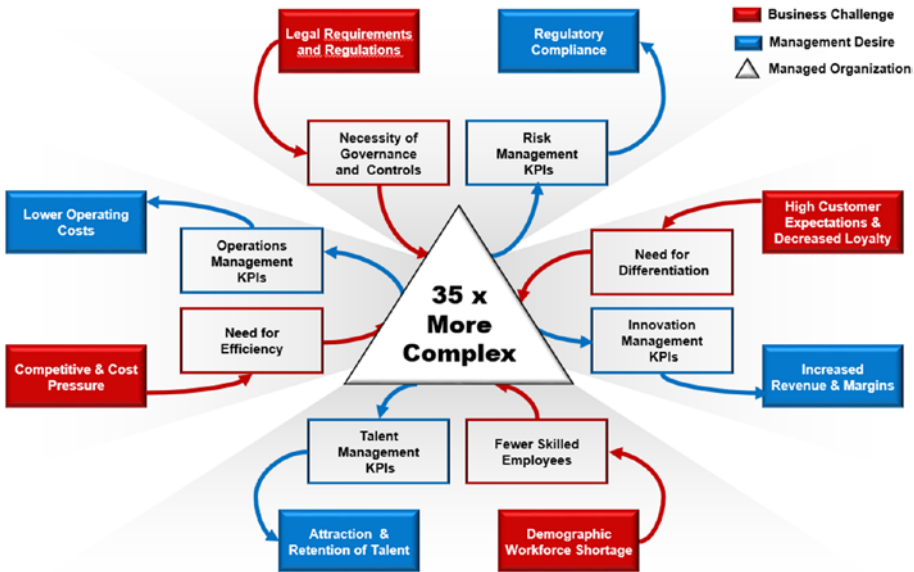 Legal Requirements
and Regulations
Regulatory
Compliance
Business Challenge
Management Desire
Managed Organization
Necessity of
Governance
and Controls
Risk
Management
KPIs
Lower Operating
Costs
Operations
Management
KPIs
High Customer
Expectations &
Decreased Loyalty
Need for
Differentiation
35 x
More
Complex
Need for
Efficiency
Innovation
Management
KPIs
Competitive & Cost
Pressure
Increased
Revenue & Margins
Talent
Management
KPIs
Fewer Skilled
Employees
Attraction &
Retention of Talent
Demographic
Workforce Shortage